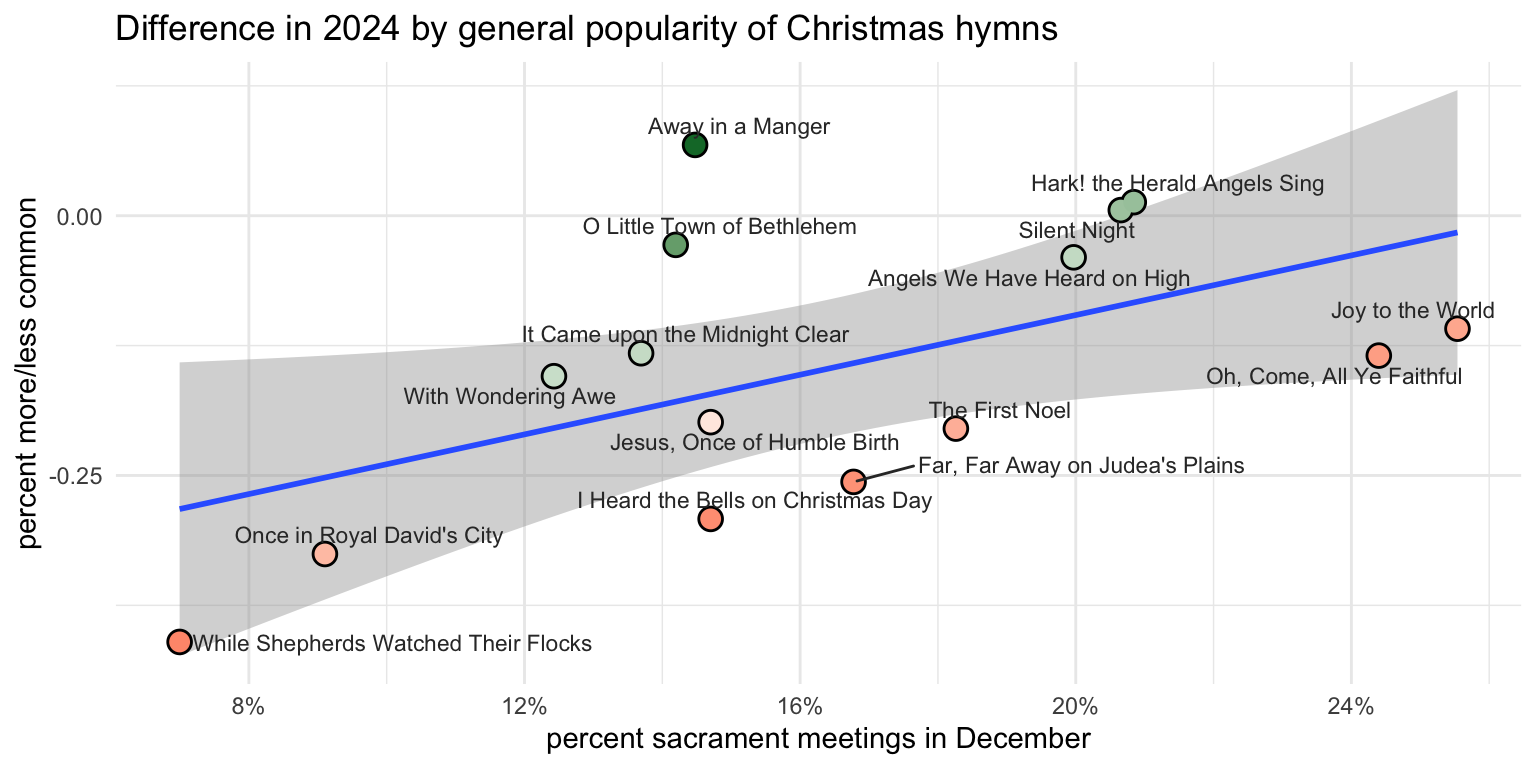 Difference in 2024 by general popularity of Christmas hymns
percent more/less common
0.00
-0.25
Away in a Manger
Hark! the Herald Angels Sing
O Little Town of Bethlehem
Silent Night
Angels We Have Heard on High
Joy to the World
It Came upon the Midnight Clear
Oh, Come, All Ye Faithful
With Wondering Awe
The First Noel
Jesus, Once of Humble Birth
Far, Far Away on Judea's Plains
I Heard the Bells on Christmas Day
Once in Royal David's City
While Shepherds Watched Their Flocks
8%
12%
16%
20%
24%
percent sacrament meetings in December